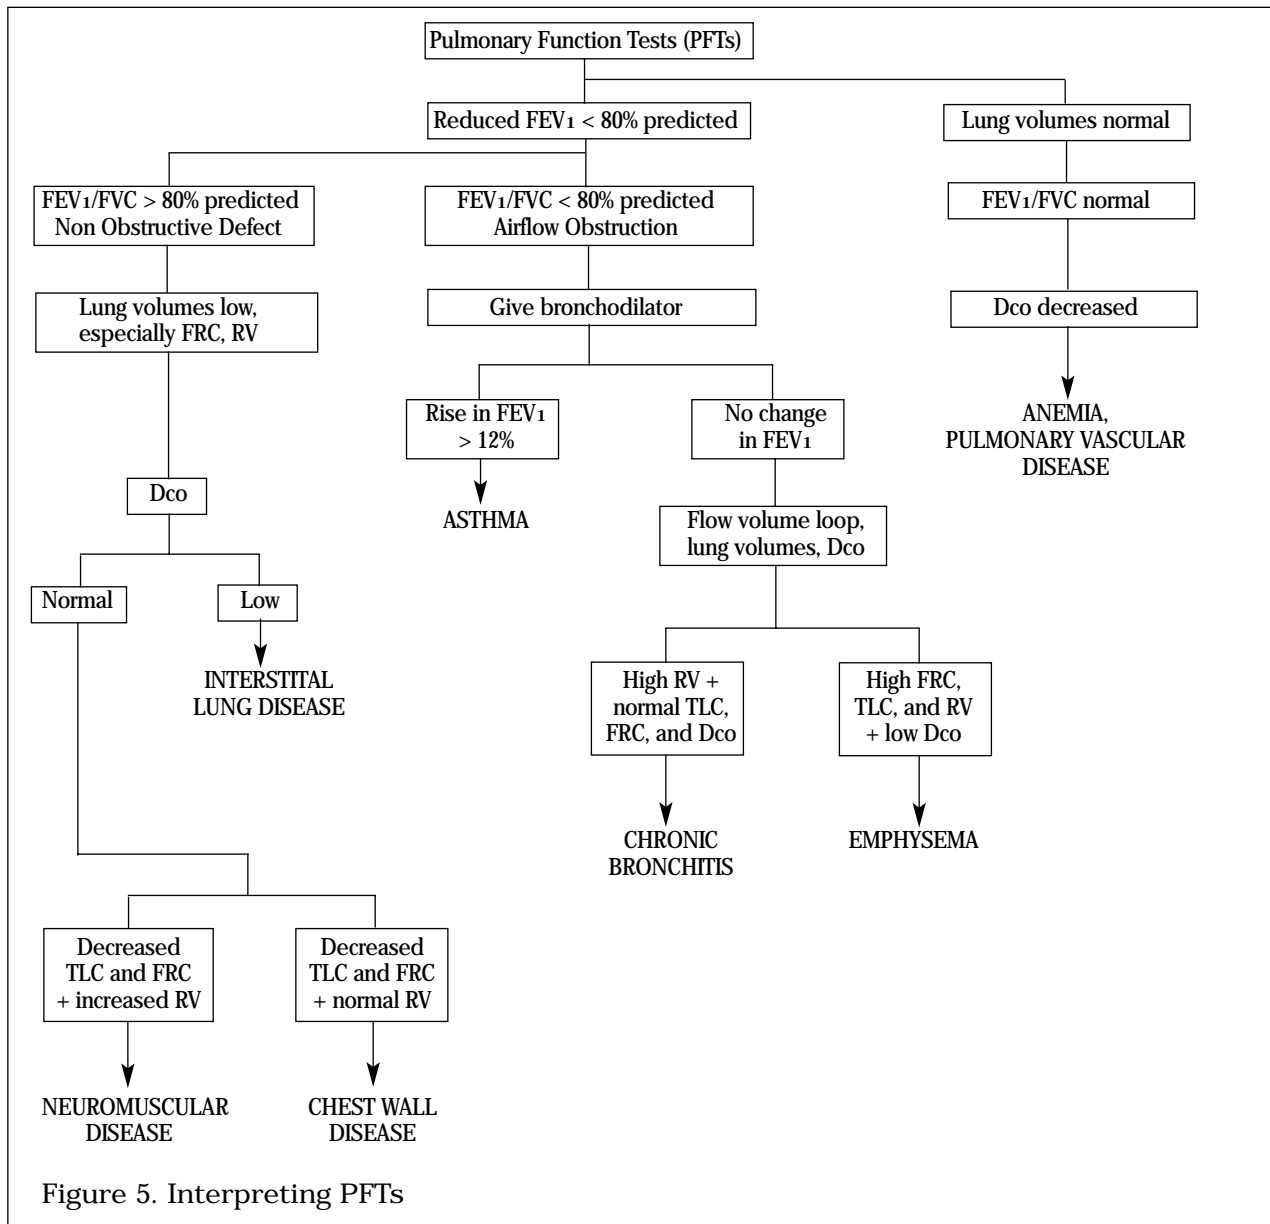 Pulmonary Function Tests (PFTs)
Reduced FEV1 < 80% predicted
Lung volumes normal
FEV1/FVC > 80% predicted
Non Obstructive Defect
FEV1/FVC < 80% predicted
Airflow Obstruction
FEV1/FVC normal
Lung volumes low,
especially FRC, RV
Give bronchodilator
Dco decreased
Rise in FEV1
> 12%
No change
in FEV1
ANEMIA,
PULMONARY VASCULAR
DISEASE
Dco
ASTHMA
Flow volume loop,
lung volumes, Dco
Normal
Low
INTERSTITAL
LUNG DISEASE
High RV +
normal TLC,
FRC, and Dco
High FRC,
TLC, and RV
+ low Dco
CHRONIC
BRONCHITIS
EMPHYSEMA
Decreased
TLC and FRC
+ increased RV
Decreased
TLC and FRC
+ normal RV
NEUROMUSCULAR
DISEASE
CHEST WALL
DISEASE
Figure 5. Interpreting PFTs